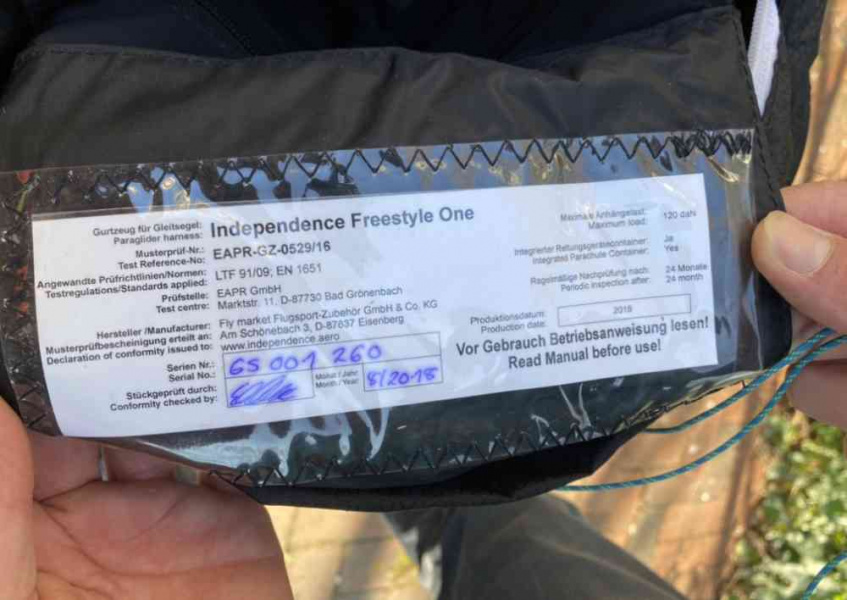 Gurtzeug für Gleitsegel:
Paraglider harness:
Independence Freestyle One
Musterprüf-Nr.:
Test Reference-No:
EAPR-GZ-0529/16
Angewandte Prüfrichtlinien/Normen:
Testregulations/Standards applied:
LTF 91/09; EN 1651
Prüfstelle:
Test centre:
EAPR GmbH
Marktstr. 11, D-87730 Bad Grönenbach
Hersteller /Manufacturer:
Musterprüfbescheinigung erteilt an:
Declaration of conformity issued to:
Fly market Flugsport-Zubehör GmbH & Co. KG
Am Schönebach 3, D-87637 Eisenberg
www.independence.aero
Serien Nr.:
Serial No.:
GS 001 260
Stückgeprüft durch:
Conformity checked by:
Monat / Jahr:
Month / Year:
8/2018
Maximale Anhängelast:
Maximum load:
120 daN
Integrierter Rettungsgerätecontainer:
Integrated Parachute Container:
Ja
Yes
Regelmäßige Nachprüfung nach:
Periodic inspection after:
24 Monate
24 month
Produktionsdatum:
Production date:
2018
Vor Gebrauch Betriebsanweisung lesen!
Read Manual before use!